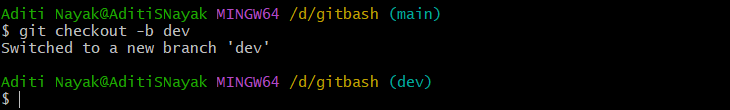 Aditi Nayak@AditiSNayak MINGW64 /d/gitbash (main)
$ git checkout -b dev
Switched to a new branch 'dev'
Aditi Nayak@AditiSNayak MINGW64 /d/gitbash (dev)
$